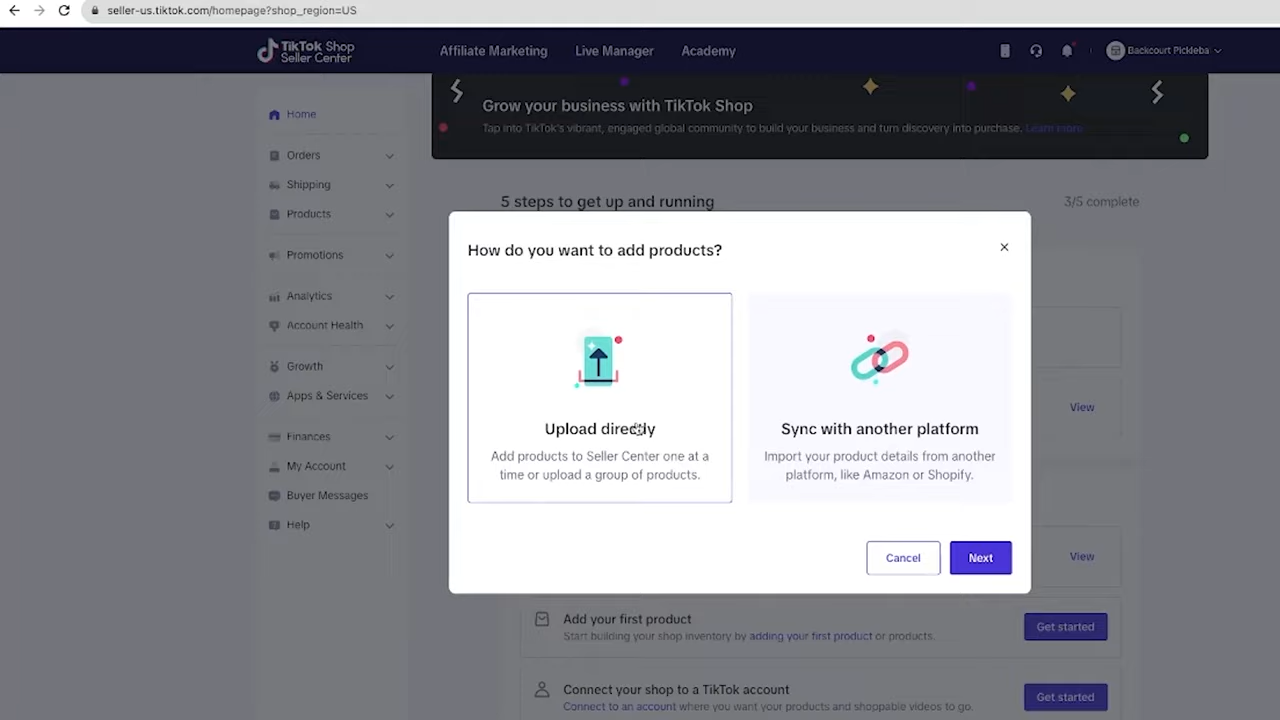 seller-us.tiktok.com/homepage?shop_region=US
TikTok Shop
Seller Center
Affiliate Marketing
Live Manager
Academy
Backcourt Pickleba
Home
Orders
Shipping
Products
Promotions
Analytics
Account Health
Growth
Apps & Services
Finances
My Account
Buyer Messages
Help
Grow your business with TikTok Shop
Tap into TikTok's vibrant, engaged global community to build your business and turn discovery into purchase. Learn more
5 steps to get up and running
3/5 complete
How do you want to add products?
Upload directly
Add products to Seller Center one at a
time or upload a group of products.
Sync with another platform
Import your product details from another
platform, like Amazon or Shopify.
Cancel
Next
View
View
Add your first product
Start building your shop inventory by adding your first product or products.
Get started
Connect your shop to a TikTok account
Connect to an account where you want your products and shoppable videos to go.
Get started